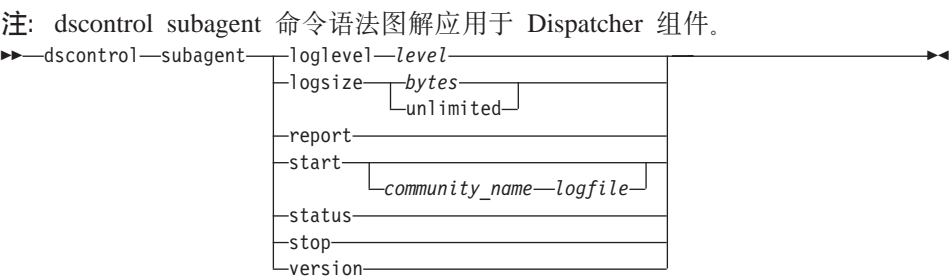 注: dscontrol subagent 命令语法图解应用于 Dispatcher 组件。
dscontrol subagent loglevel level
logsize bytes
unlimited
report
start
community_name logfile
status
stop
version